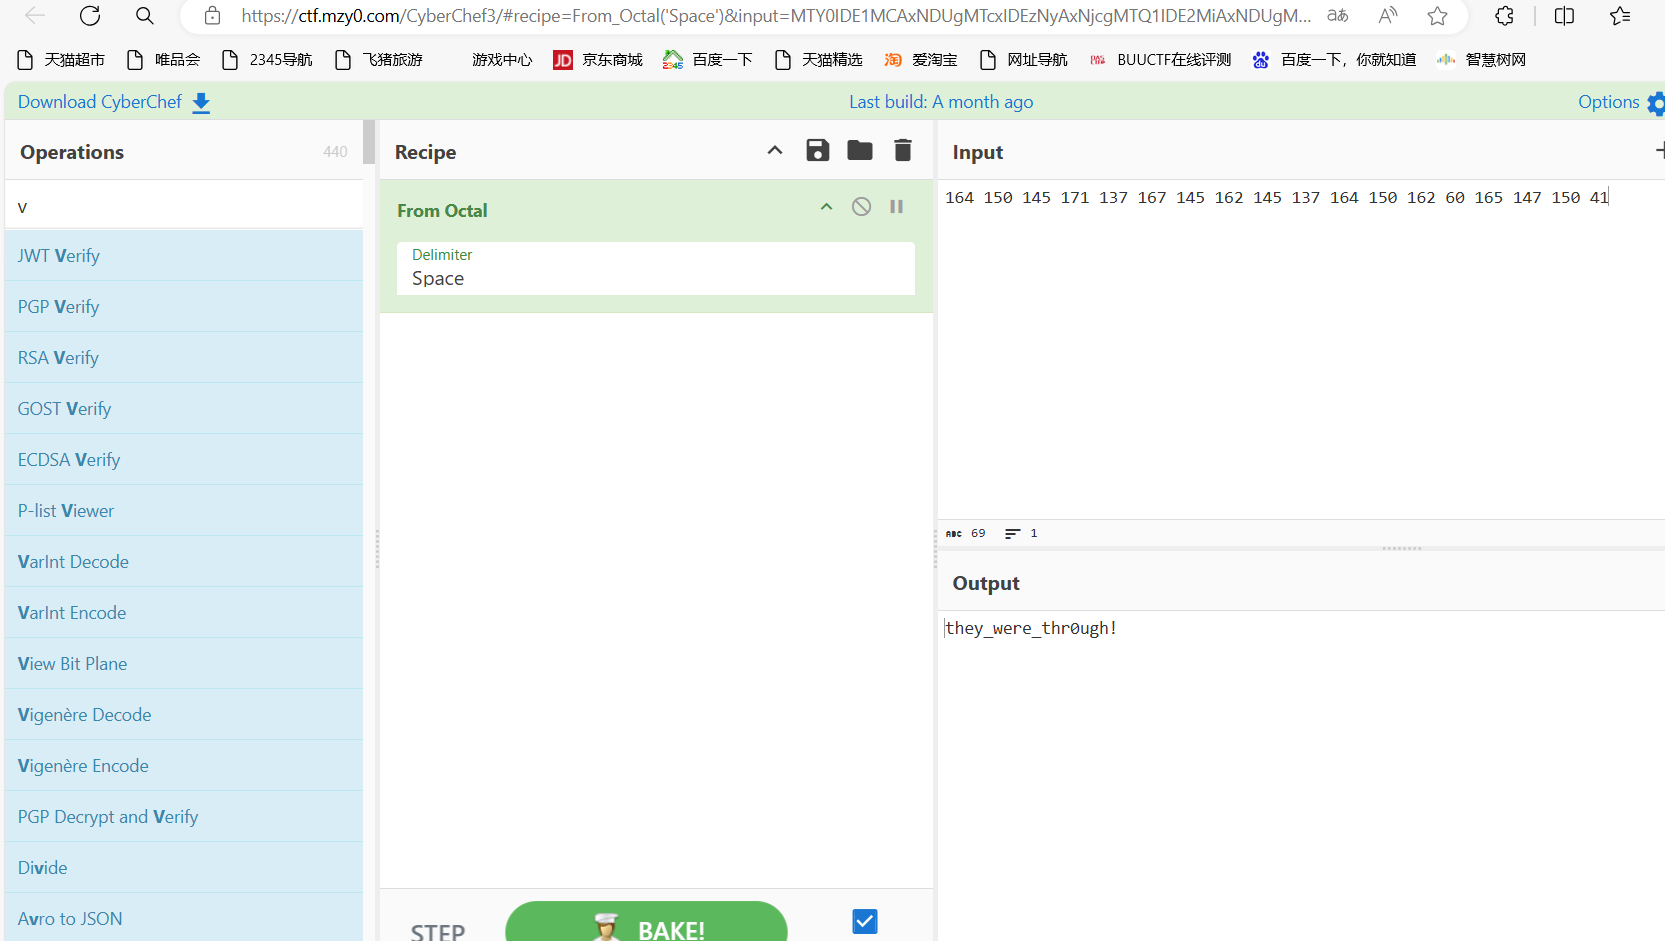 https://ctf.mzy0.com/CyberChef3/#recipe=From_Octal('Space')&input=MTY0IDE1MCAxNDUgMTcxIDEzNyAxNjcgMTQ1IDE2MiAxNDUgM...
天猫超市 唯品会 2345导航 飞猪旅游 游戏中心 京东商城 百度一下 天猫精选 爱淘宝 网址导航 BUUCTF在线评测 百度一下，你就知道 智慧树网
Download CyberChef Last build: A month ago Options
Operations 440
v
JWT Verify
PGP Verify
RSA Verify
GOST Verify
ECDSA Verify
P-list Viewer
VarInt Decode
VarInt Encode
View Bit Plane
Vigenère Decode
Vigenère Encode
PGP Decrypt and Verify
Divide
Avro to JSON
Recipe
From Octal
Delimiter
Space
STEP BAKE!
Input
164 150 145 171 137 167 145 162 145 137 164 150 162 60 165 147 150 41
ABC 69 1
Output
they_were_thr0ugh!